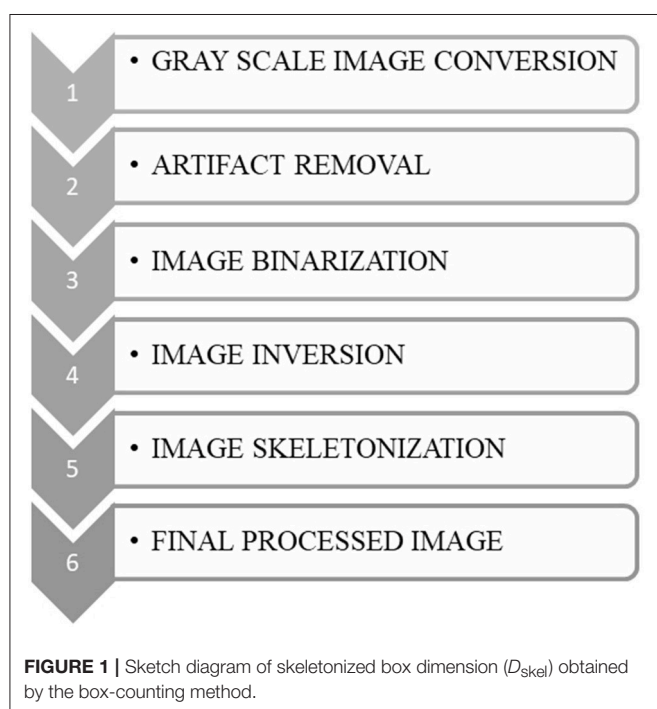 1
• GRAY SCALE IMAGE CONVERSION
2
• ARTIFACT REMOVAL
3
• IMAGE BINARIZATION
4
• IMAGE INVERSION
5
• IMAGE SKELETONIZATION
6
• FINAL PROCESSED IMAGE
FIGURE 1 | Sketch diagram of skeletonized box dimension (Dskel) obtained
by the box-counting method.